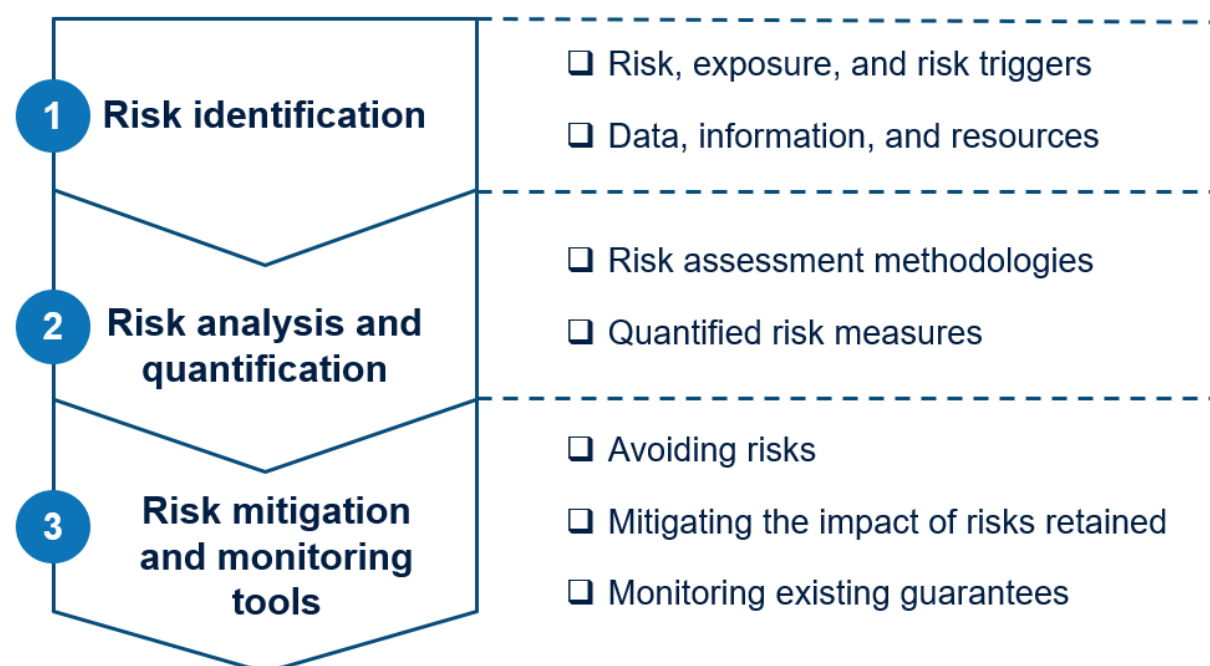 1
Risk identification
❑ Risk, exposure, and risk triggers
❑ Data, information, and resources
2
Risk analysis and
quantification
❑ Risk assessment methodologies
❑ Quantified risk measures
3
Risk mitigation
and monitoring
tools
❑ Avoiding risks
❑ Mitigating the impact of risks retained
❑ Monitoring existing guarantees